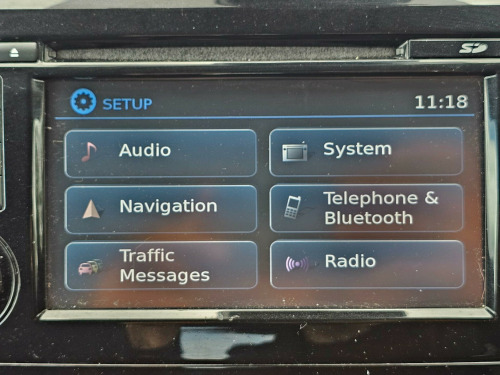 SD
SETUP 11:18
Audio
System
Navigation
Telephone &
Bluetooth
Traffic
Messages
Radio